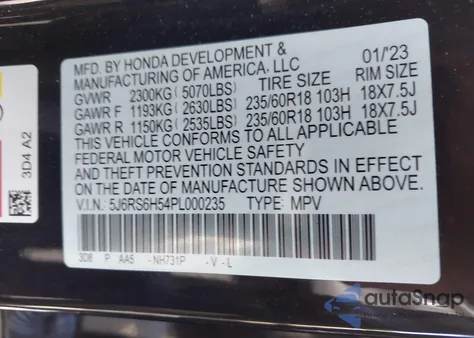 MFD. BY HONDA DEVELOPMENT &
MANUFACTURING OF AMERICA, LLC 01/'23
GVWR 2300KG ( 5070LBS) TIRE SIZE RIM SIZE
GAWR F 1193KG ( 2630LBS) 235/60R18 103H 18X7.5J
GAWR R 1150KG ( 2535LBS) 235/60R18 103H 18X7.5J
THIS VEHICLE CONFORMS TO ALL APPLICABLE
FEDERAL MOTOR VEHICLE SAFETY
AND THEFT PREVENTION STANDARDS IN EFFECT
ON THE DATE OF MANUFACTURE SHOWN ABOVE.
V.I.N.: 5J6RS6H54PL000235 TYPE: MPV
3D8 P AA5 -NH731P -V-L
3D4 A2
autoSnap